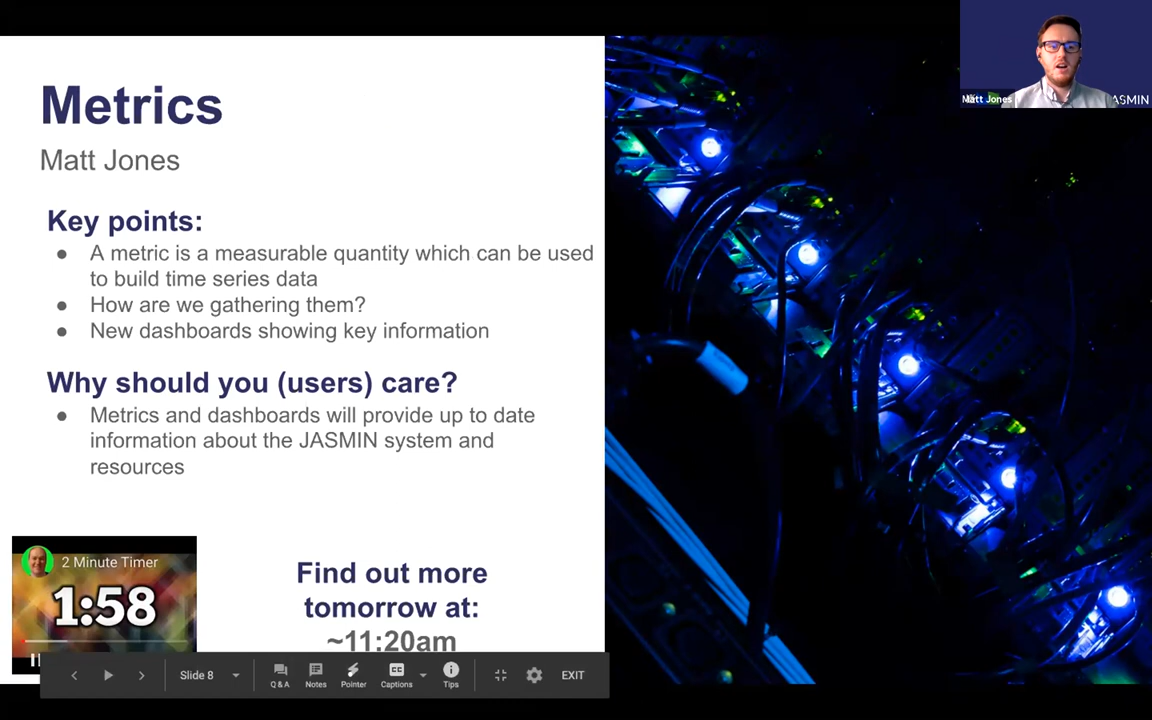 Metrics
Matt Jones
Key points:
● A metric is a measurable quantity which can be used
to build time series data
● How are we gathering them?
● New dashboards showing key information
Why should you (users) care?
● Metrics and dashboards will provide up to date
information about the JASMIN system and
resources
2 Minute Timer
1:58
Find out more
tomorrow at:
~11:20am
Slide 8
Q & A
Notes
Pointer
CC
Captions
Tips
EXIT
Matt Jones
ASMIN